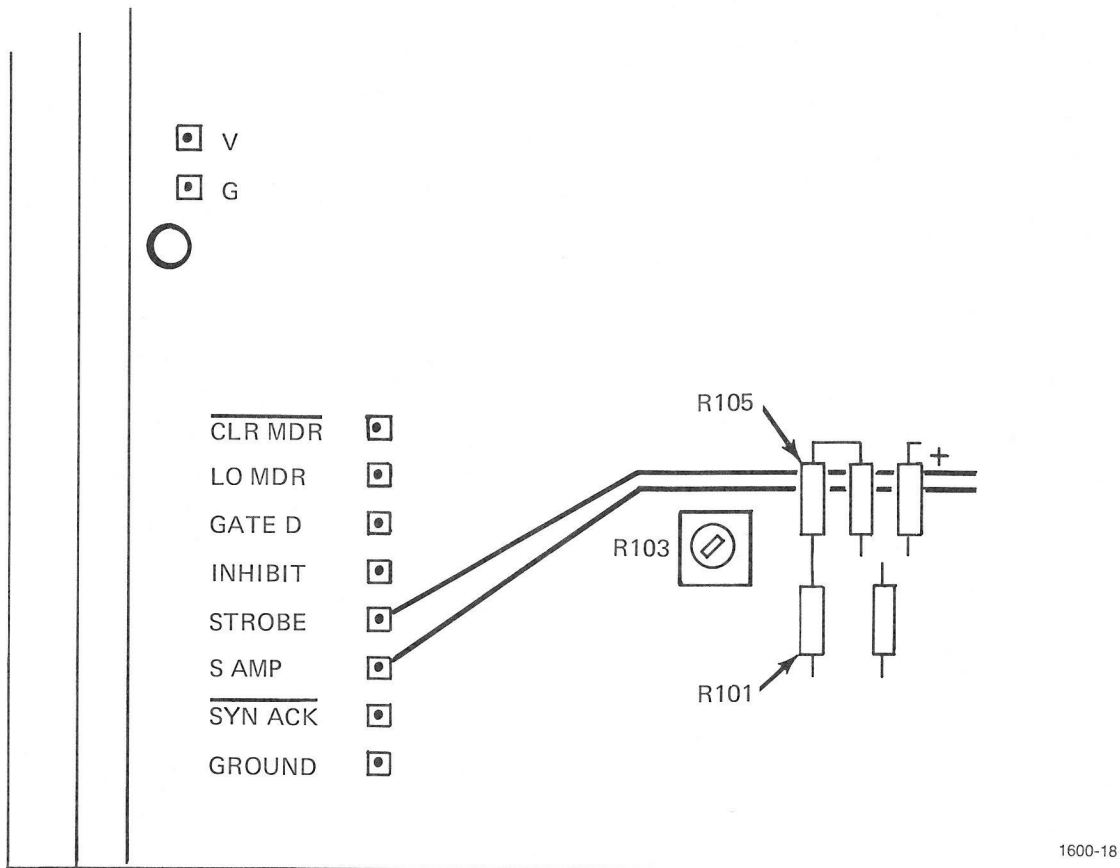 V
G
R105
CLR MDR
+
LO MDR
GATE D
R103
INHIBIT
STROBE
S AMP
R101
SYN ACK
GROUND
1600-18